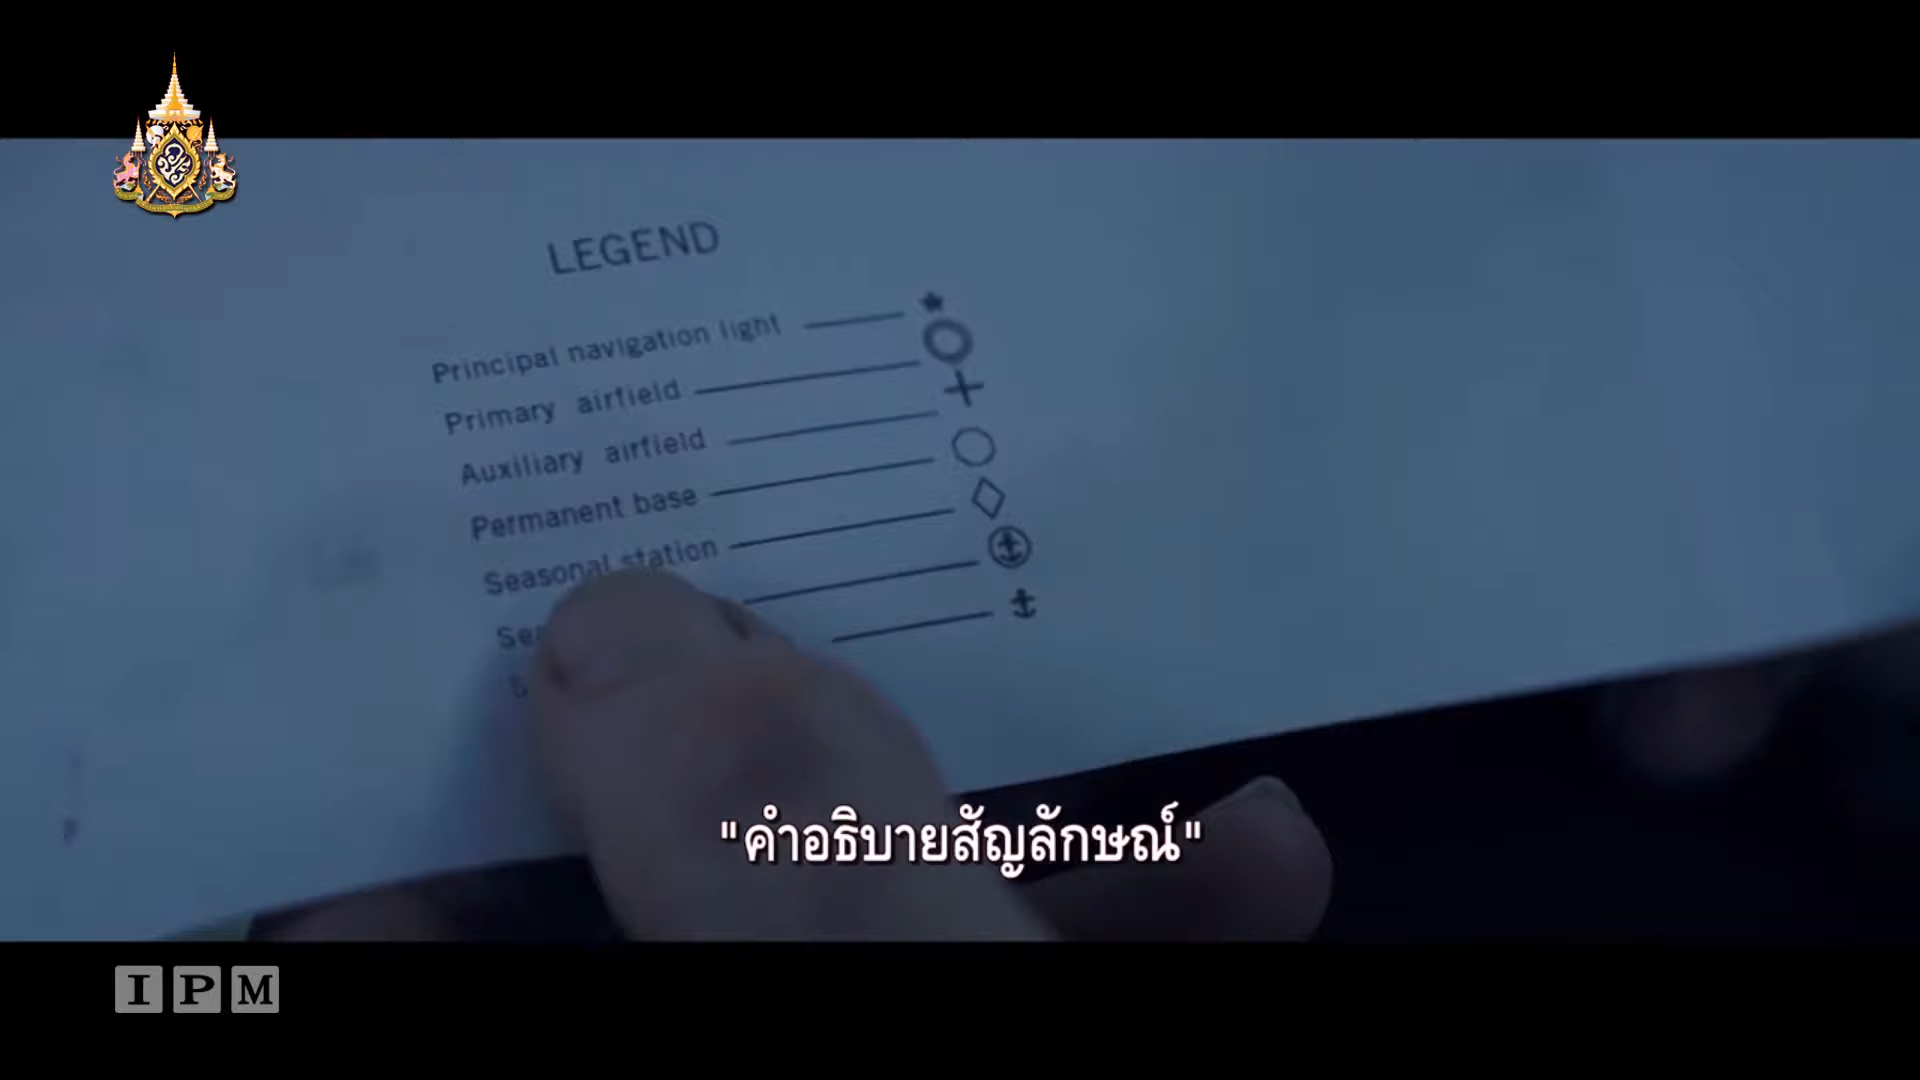 LEGEND
Principal navigation light
Primary airfield
Auxiliary airfield
Permanent base
Seasonal station
"คำอธิบายสัญลักษณ์"
IPM